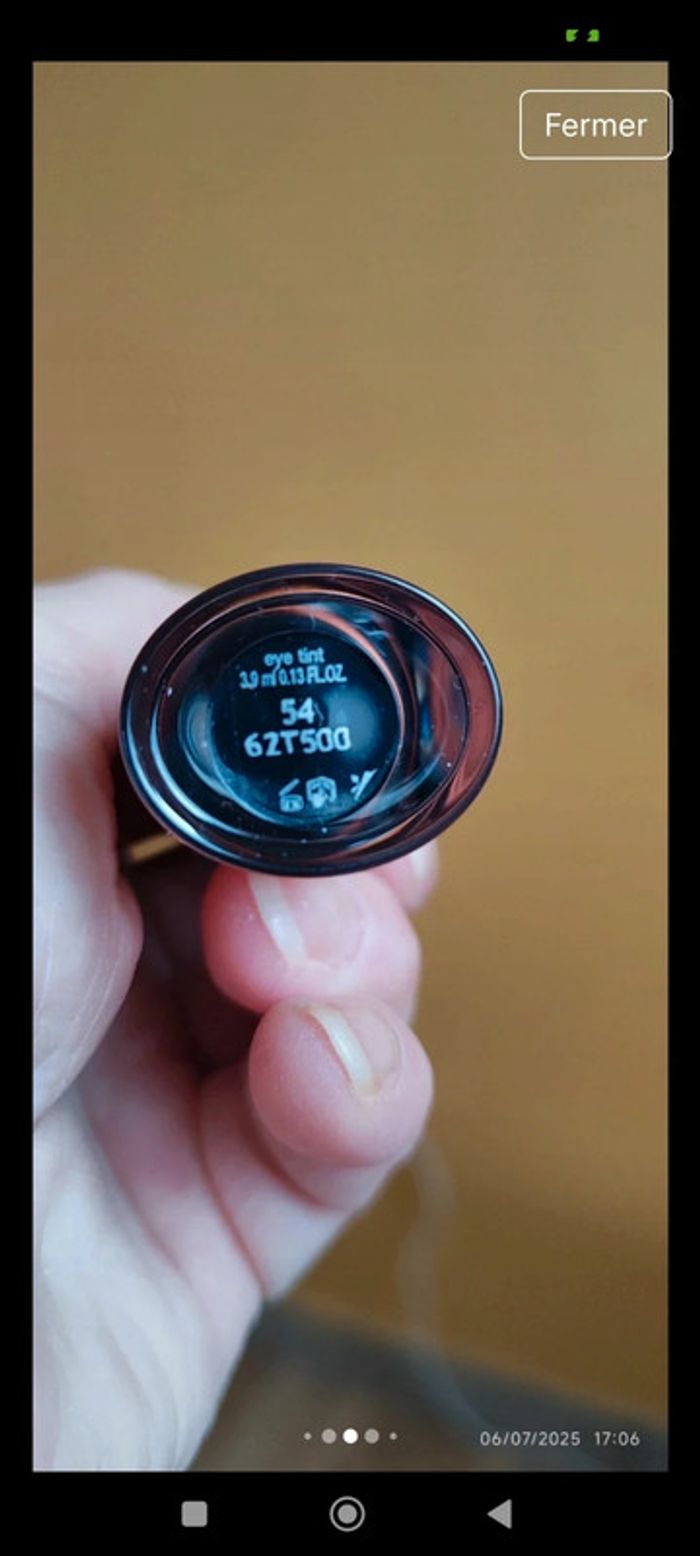 Fermer
eye tint
3.9 ml 0.13 FL.OZ.
54
62T500
06/07/2025 17:06